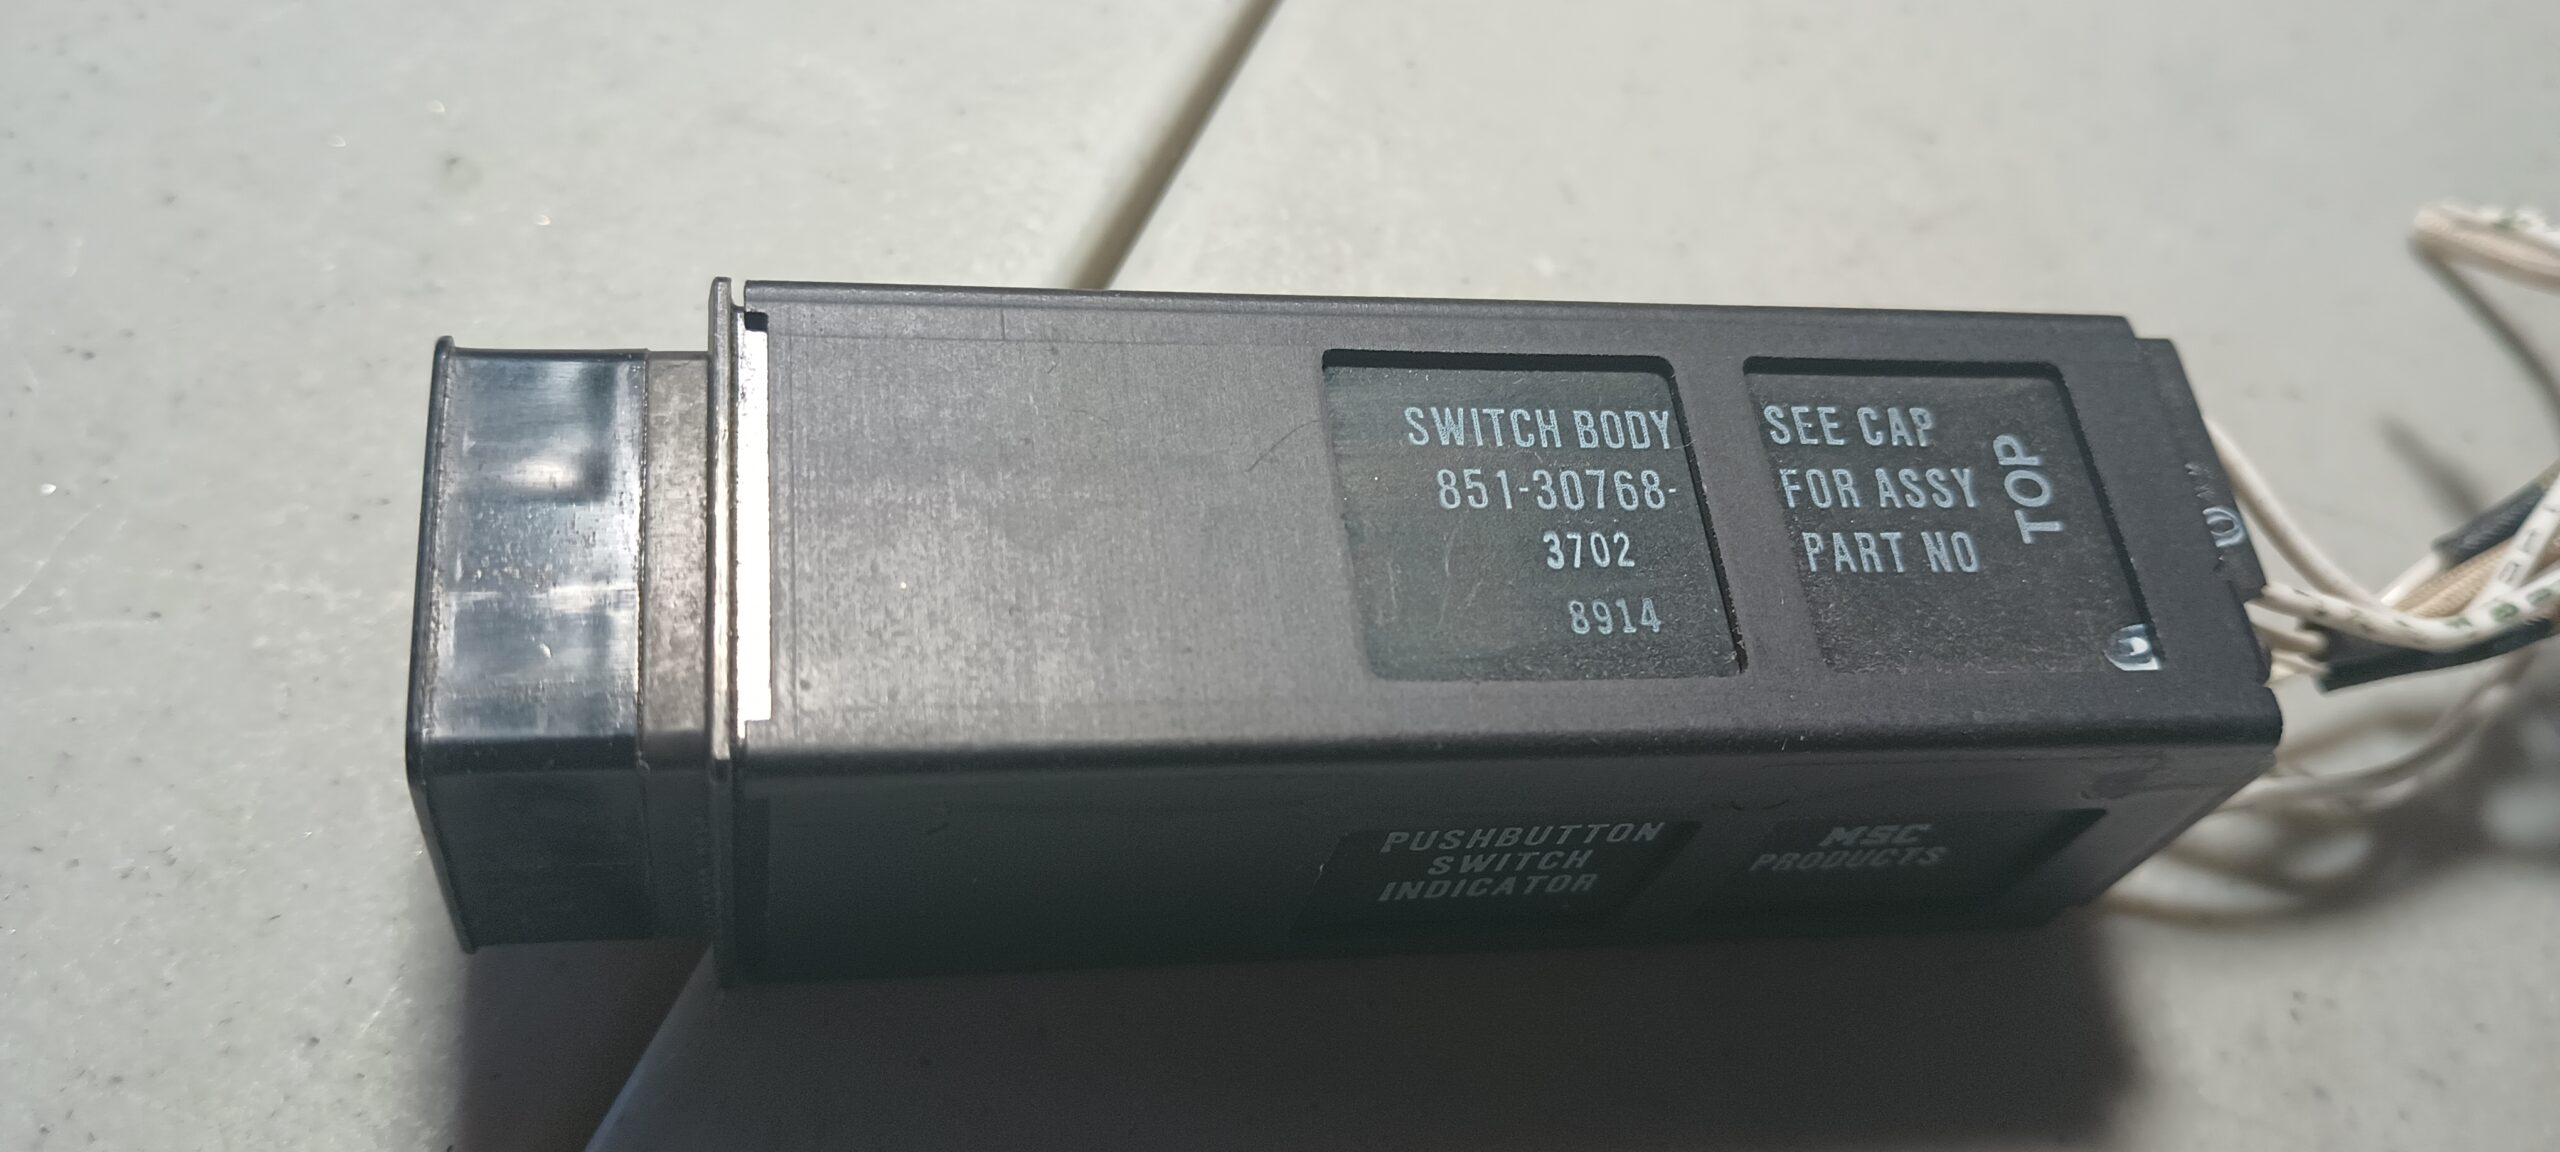 SWITCH BODY
851-30768-
3702
8914
SEE CAP
FOR ASSY
PART NO
TOP
PUSHBUTTON
SWITCH
INDICATOR
MSC
PRODUCTS